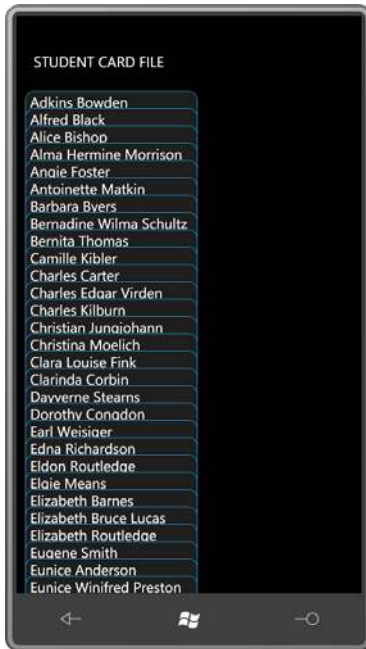 STUDENT CARD FILE
Adkins Bowden
Alfred Black
Alice Bishop
Alma Hermine Morrison
Angie Foster
Antoinette Matkin
Barbara Byers
Bernadine Wilma Schultz
Bernita Thomas
Camille Kibler
Charles Carter
Charles Edgar Virden
Charles Kilburn
Christian Jungjohann
Christina Moelich
Clara Louise Fink
Clarinda Corbin
Dayverne Stearns
Dorothy Congdon
Earl Weisiger
Edna Richardson
Eldon Routledge
Elgie Means
Elizabeth Barnes
Elizabeth Bruce Lucas
Elizabeth Routledge
Eugene Smith
Eunice Anderson
Eunice Winifred Preston